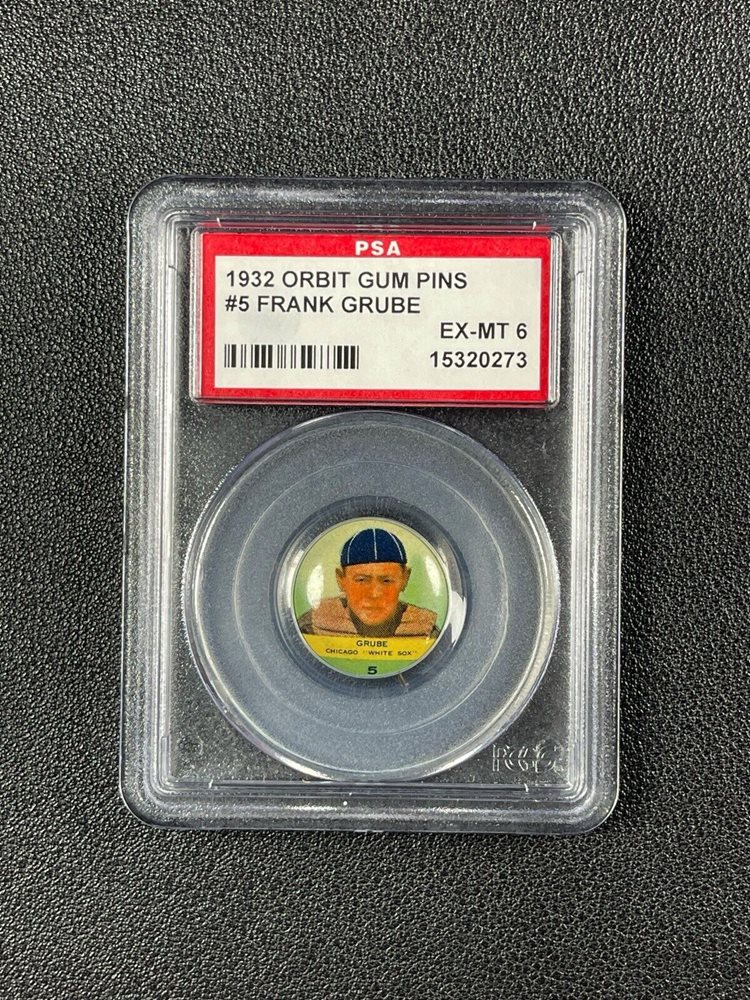 PSA
1932 ORBIT GUM PINS
#5 FRANK GRUBE
EX-MT 6
15320273
GRUBE
CHICAGO "WHITE SOX"
5